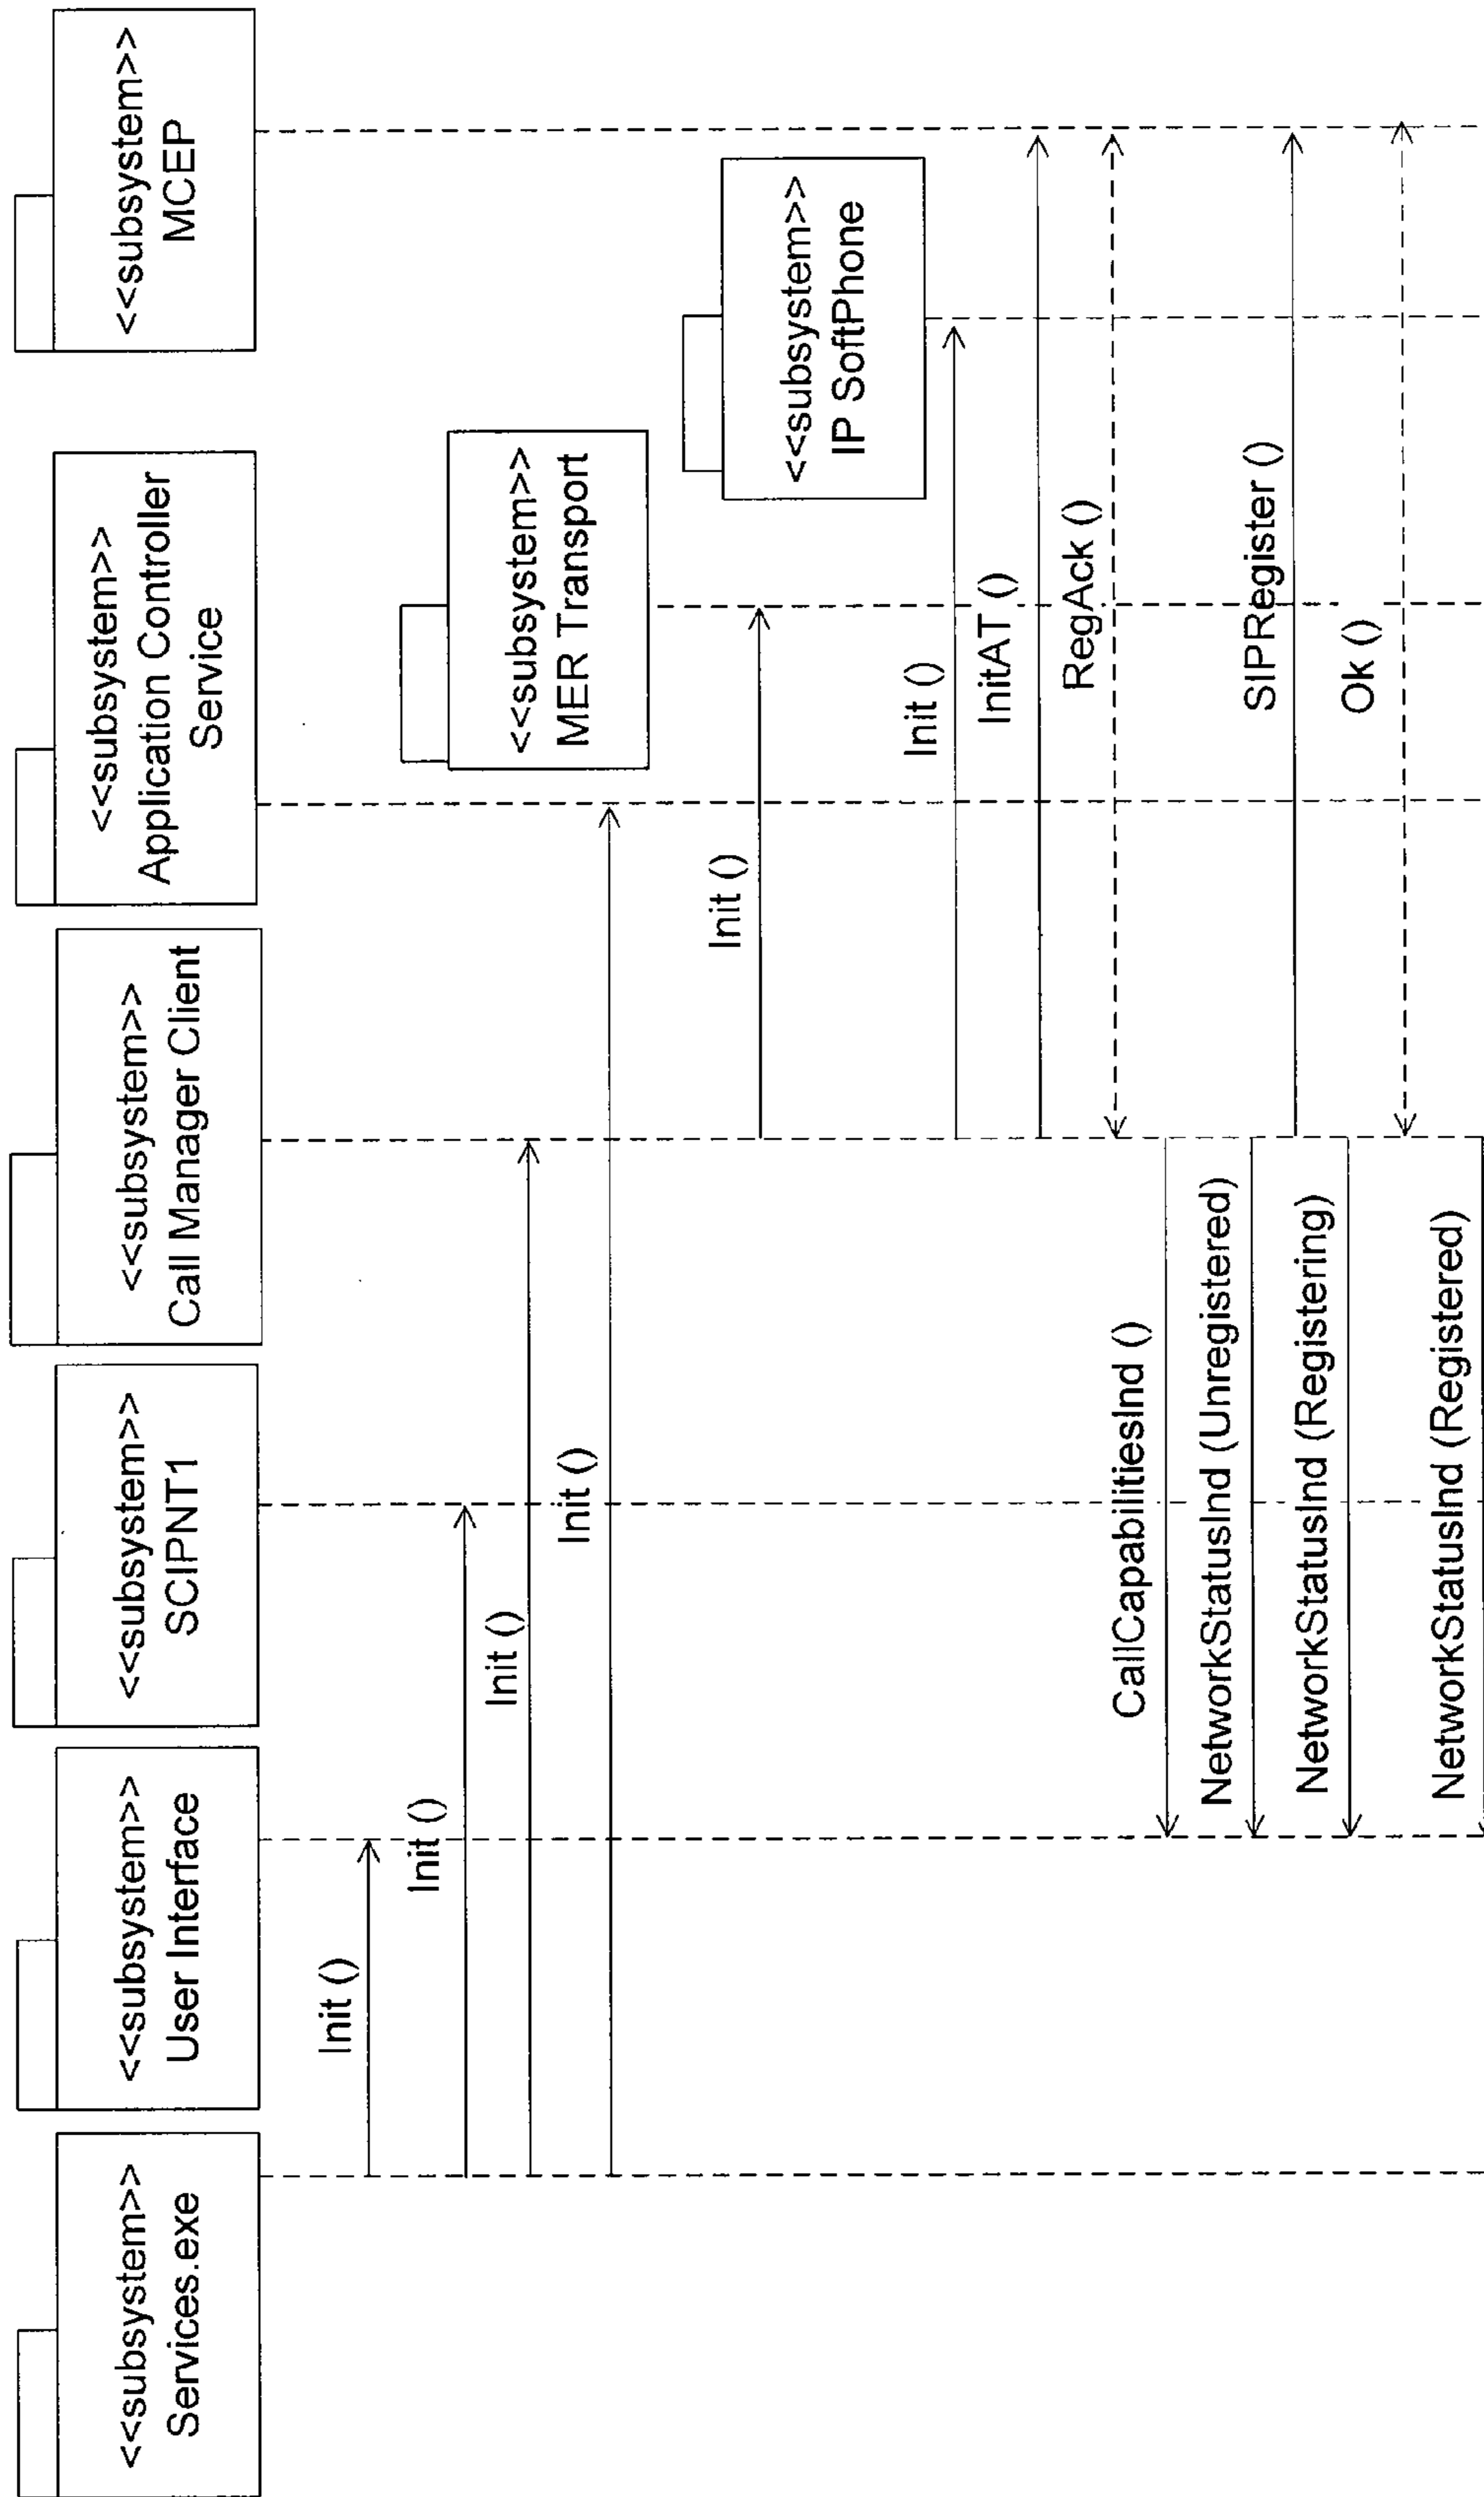 <<subsystem>>
Services.exe
<<subsystem>>
User Interface
<<subsystem>>
SCIPNT1
<<subsystem>>
Call Manager Client
<<subsystem>>
Application Controller
Service
<<subsystem>>
MCEP
Init ()
Init ()
Init ()
Init ()
<<subsystem>>
MER Transport
Init ()
<<subsystem>>
IP SoftPhone
Init ()
InitAT ()
RegAck ()
CallCapabilitiesInd ()
NetworkStatusInd (Unregistered)
SIPRegister ()
NetworkStatusInd (Registering)
Ok ()
NetworkStatusInd (Registered)